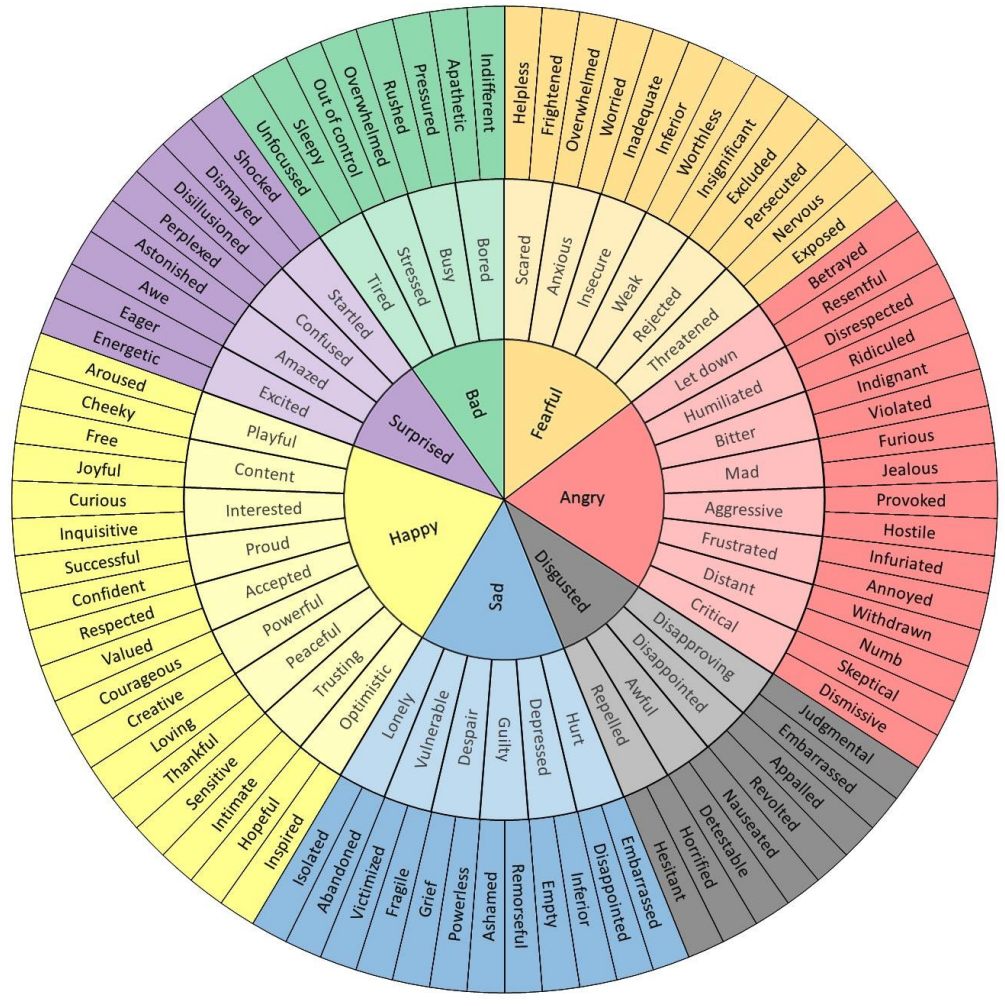 Fearful
Angry
Disgusted
Sad
Happy
Surprised
Bad
Scared
Anxious
Insecure
Weak
Rejected
Threatened
Let down
Humiliated
Bitter
Mad
Aggressive
Frustrated
Distant
Critical
Disapproving
Disappointed
Awful
Repelled
Hurt
Depressed
Guilty
Despair
Vulnerable
Lonely
Optimistic
Trusting
Peaceful
Powerful
Accepted
Proud
Interested
Content
Playful
Excited
Amazed
Confused
Startled
Tired
Stressed
Busy
Bored
Helpless
Frightened
Overwhelmed
Worried
Inadequate
Inferior
Worthless
Insignificant
Excluded
Persecuted
Nervous
Exposed
Betrayed
Resentful
Disrespected
Ridiculed
Indignant
Violated
Furious
Jealous
Provoked
Hostile
Infuriated
Annoyed
Withdrawn
Numb
Skeptical
Dismissive
Judgmental
Embarrassed
Appalled
Revolted
Nauseated
Detestable
Horrified
Hesitant
Embarrassed
Disappointed
Inferior
Empty
Remorseful
Ashamed
Powerless
Grief
Fragile
Victimized
Abandoned
Isolated
Inspired
Hopeful
Intimate
Sensitive
Thankful
Loving
Creative
Courageous
Valued
Respected
Confident
Successful
Inquisitive
Curious
Joyful
Free
Cheeky
Aroused
Energetic
Eager
Awe
Astonished
Perplexed
Disillusioned
Dismayed
Shocked
Unfocussed
Sleepy
Out of control
Overwhelmed
Rushed
Pressured
Apathetic
Indifferent